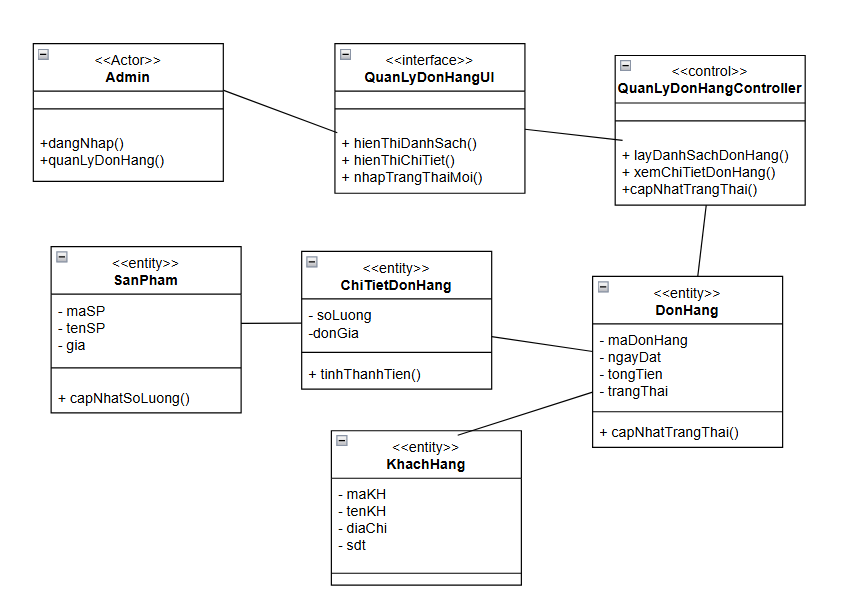 <<Actor>>
Admin
+dangNhap()
+quanLyDonHang()
<<interface>>
QuanLyDonHangUI
+ hienThiDanhSach()
+ hienThiChiTiet()
+ nhapTrangThaiMoi()
<<control>>
QuanLyDonHangController
+ layDanhSachDonHang()
+ xemChiTietDonHang()
+capNhatTrangThai()
<<entity>>
SanPham
- maSP
- tenSP
- gia
+ capNhatSoLuong()
<<entity>>
ChiTietDonHang
- soLuong
-donGia
+ tinhThanhTien()
<<entity>>
DonHang
- maDonHang
- ngayDat
- tongTien
- trangThai
+ capNhatTrangThai()
<<entity>>
KhachHang
- maKH
- tenKH
- diaChi
- sdt